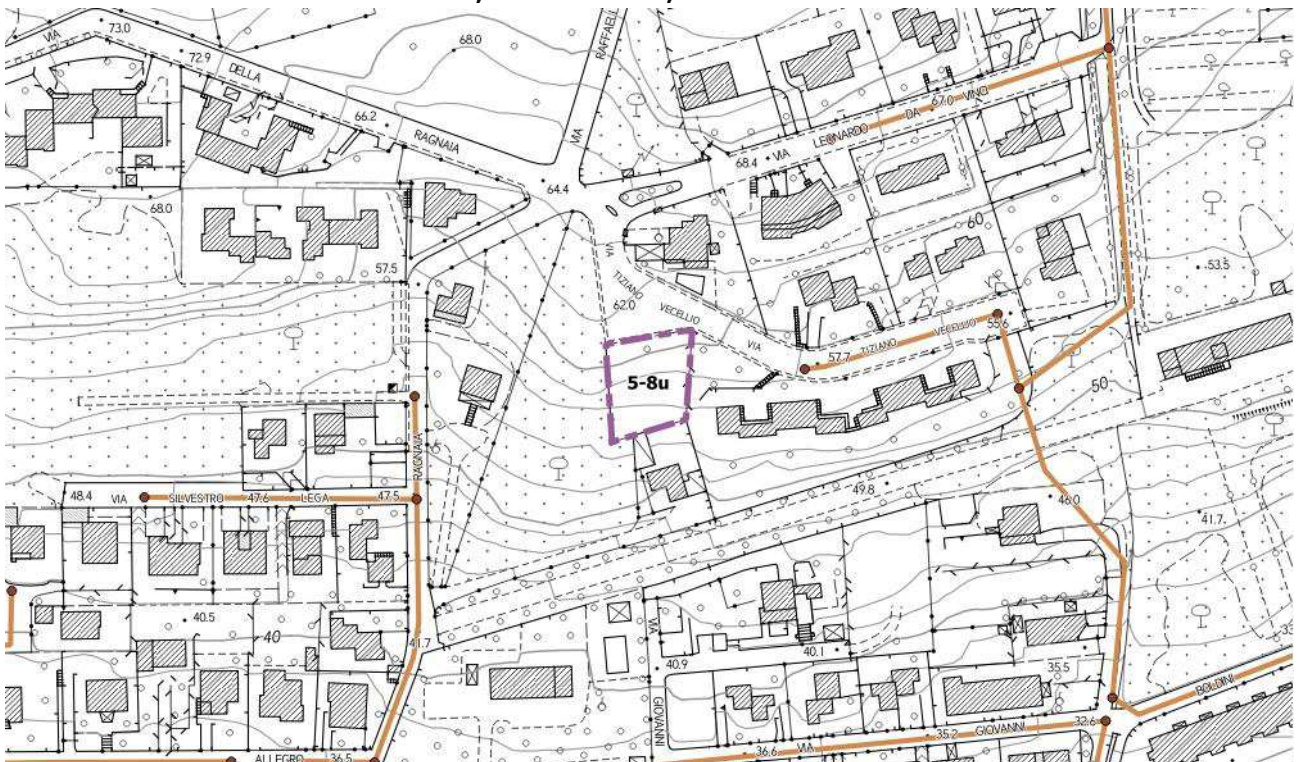 VIA
73.0
72.9
DELLA
68.0
RAFFAELL
66.2
RAGNAIA
VIA
67.0
VIA LEONARDO DA VINCI
68.4
64.4
68.0
60
57.5
VIA TIZIANO VECELLIO
62.0
53.5
VIA TIZIANO VECELLIO
55.6
57.7
5-8u
50
RAGNAIA
48.4 VIA SILVESTRO 47.6 LEGA 47.5
49.8
46.0
41.7
40.5
40
41.7
VIA
40.9
40.1
35.5
GIOVANNI
BOLDINI
32.6
36.6 VIA 35.2 GIOVANNI
ALLEGRO 36.5